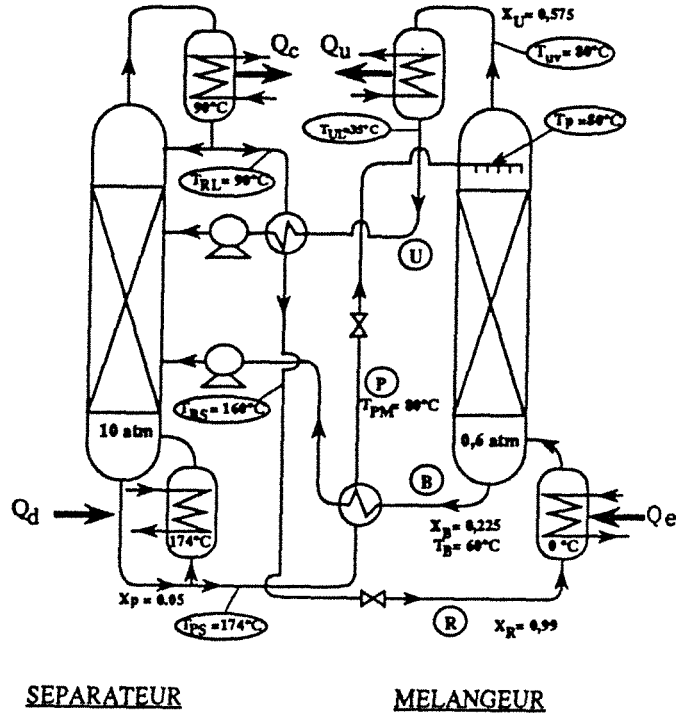 X_U = 0,575
Q_c
Q_u
T_uv = 80°C
90°C
T_UL=35°C
T_P = 80°C
T_RL = 90°C
U
P
T_PM = 80°C
T_BS = 160°C
10 atm
0,6 atm
B
Q_d
Q_e
174°C
X_B = 0,225
T_B = 60°C
0 °C
X_P = 0.05
T_PS = 174°C
R
X_R = 0,99
SEPARATEUR
MELANGEUR